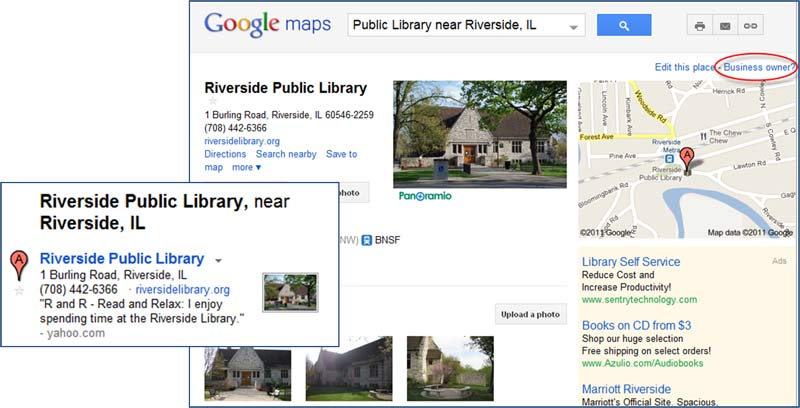 Google maps
Public Library near Riverside, IL
Edit this place - Business owner?
Riverside Public Library
1 Burling Road, Riverside, IL 60546-2259
(708) 442-6366
riversidelibrary.org
Directions Search nearby Save to
map more ▼
photo
Panoramio
NW) BNSF
Upload a photo
Riverside Public Library, near
Riverside, IL
A
Riverside Public Library
1 Burling Road, Riverside, IL
(708) 442-6366 · riversidelibrary.org
"R and R - Read and Relax: I enjoy
spending time at the Riverside Library."
- yahoo.com
Lincoln Ave
Kimbark Ave
Woodside Rd
Herrick Rd
N Cowley
S Cowley Rd
Forest Ave
The Chew
Chew
Riverside
Metra
Pine Ave
A
Riverside
Public Library
Lawton Rd
Bloomingbank Rd
Riverside Rd
©2011 Google
Map data ©2011 Google
Library Self Service
Ads
Reduce Cost and
Increase Productivity!
www.sentrytechnology.com
Books on CD from $3
Shop our huge selection
Free shipping on select orders!
www.Azulio.com/Audiobooks
Marriott Riverside
Marriott's Official Site. Spacious,